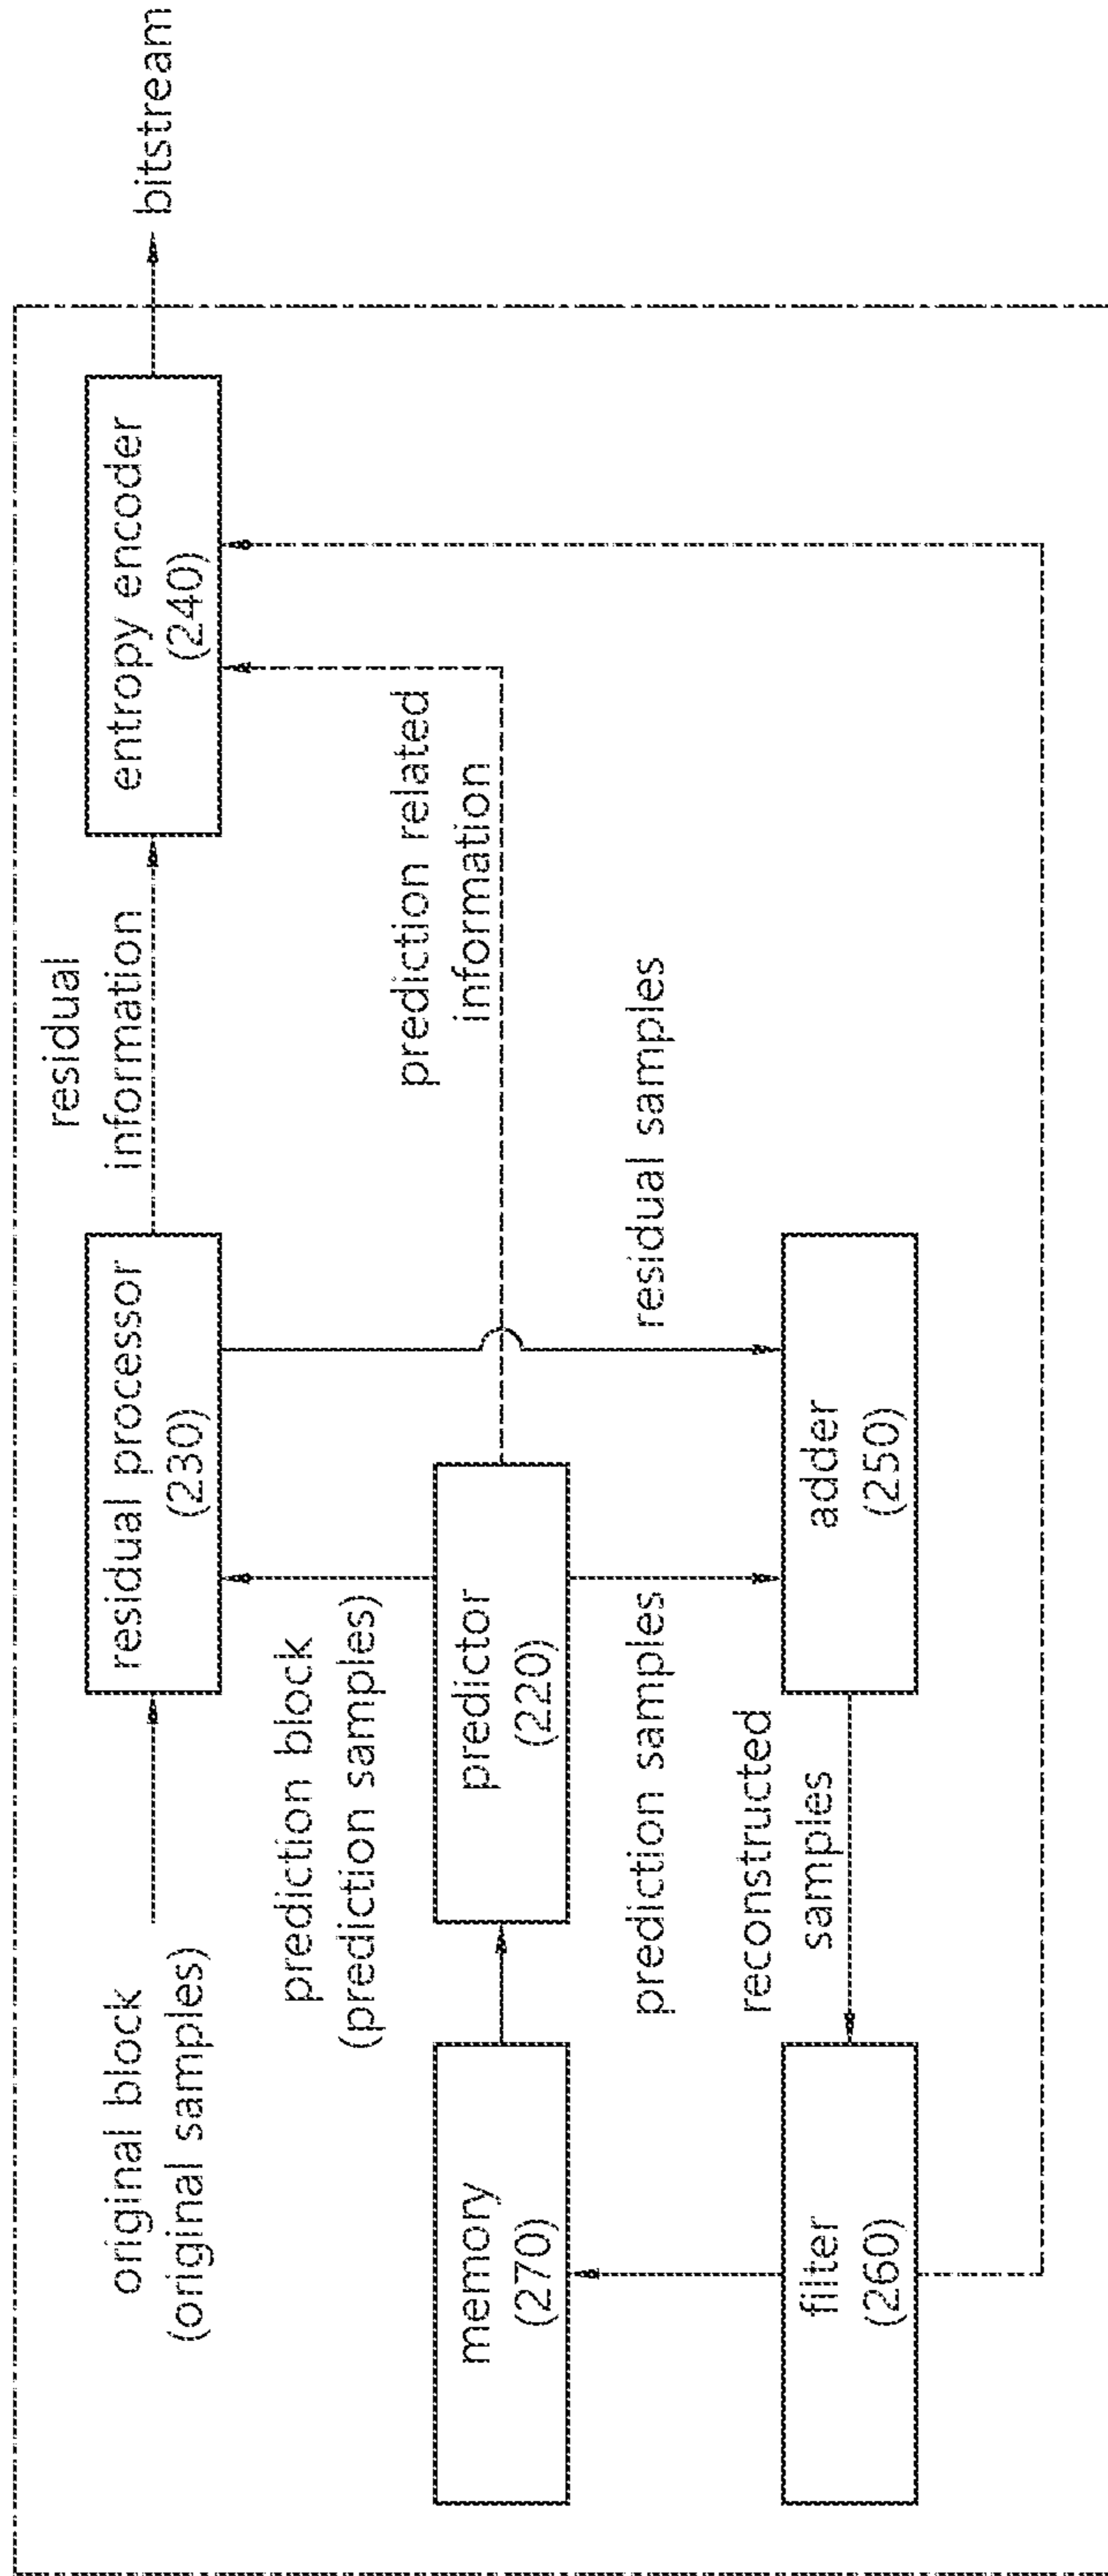 original block
(original samples)
residual processor
(230)
residual
information
entropy encoder
(240)
bitstream
prediction block
(prediction samples)
prediction related
information
memory
(270)
predictor
(220)
prediction samples
residual samples
reconstructed
samples
filter
(260)
adder
(250)